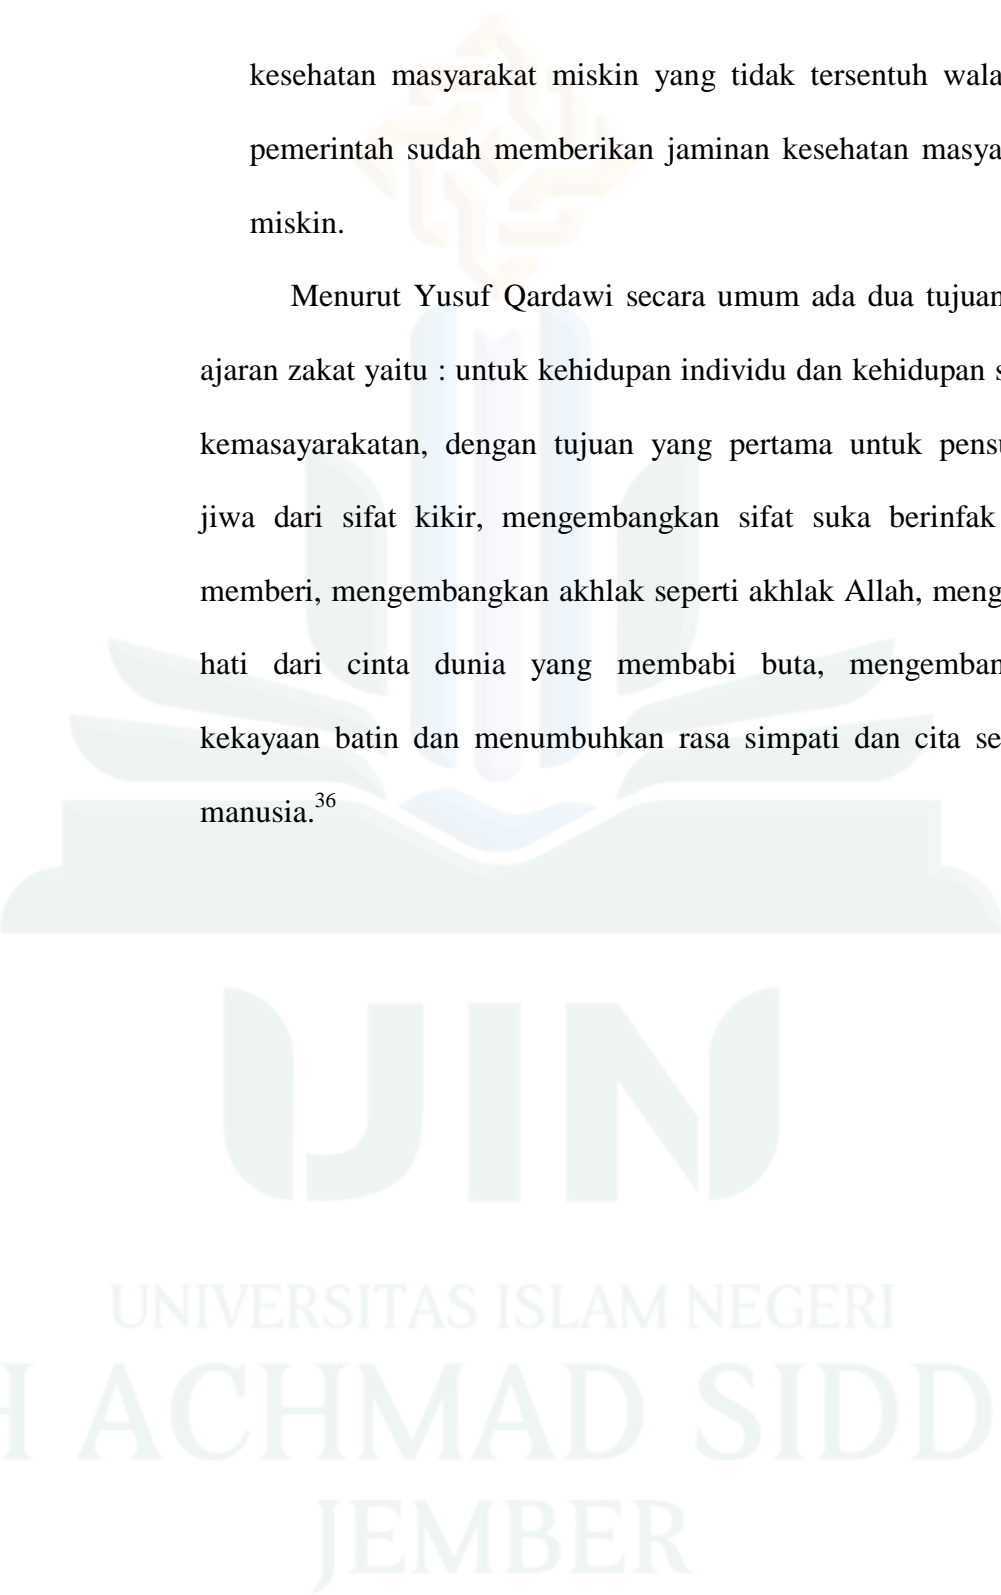 kesehatan masyarakat miskin yang tidak tersentuh wala
pemerintah sudah memberikan jaminan kesehatan masya
miskin.
Menurut Yusuf Qardawi secara umum ada dua tujuan
ajaran zakat yaitu : untuk kehidupan individu dan kehidupan s
kemasayarakatan, dengan tujuan yang pertama untuk pensu
jiwa dari sifat kikir, mengembangkan sifat suka berinfak
memberi, mengembangkan akhlak seperti akhlak Allah, meng
hati dari cinta dunia yang membabi buta, mengemban
kekayaan batin dan menumbuhkan rasa simpati dan cita se
manusia.36
UIN
UNIVERSITAS ISLAM NEGERI
H ACHMAD SIDD
JEMBER